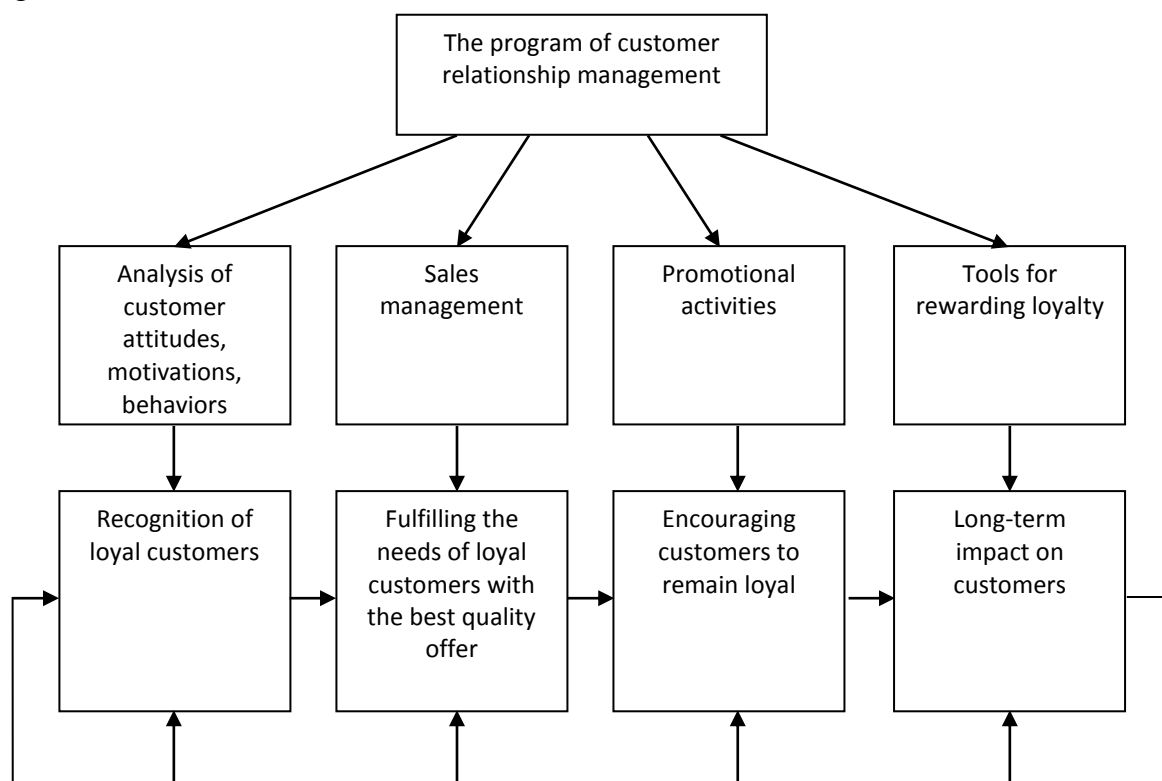 The program of customer
relationship management
Analysis of
customer
attitudes,
motivations,
behaviors
Sales
management
Promotional
activities
Tools for
rewarding loyalty
Recognition of
loyal customers
Fulfilling the
needs of loyal
customers with
the best quality
offer
Encouraging
customers to
remain loyal
Long-term
impact on
customers